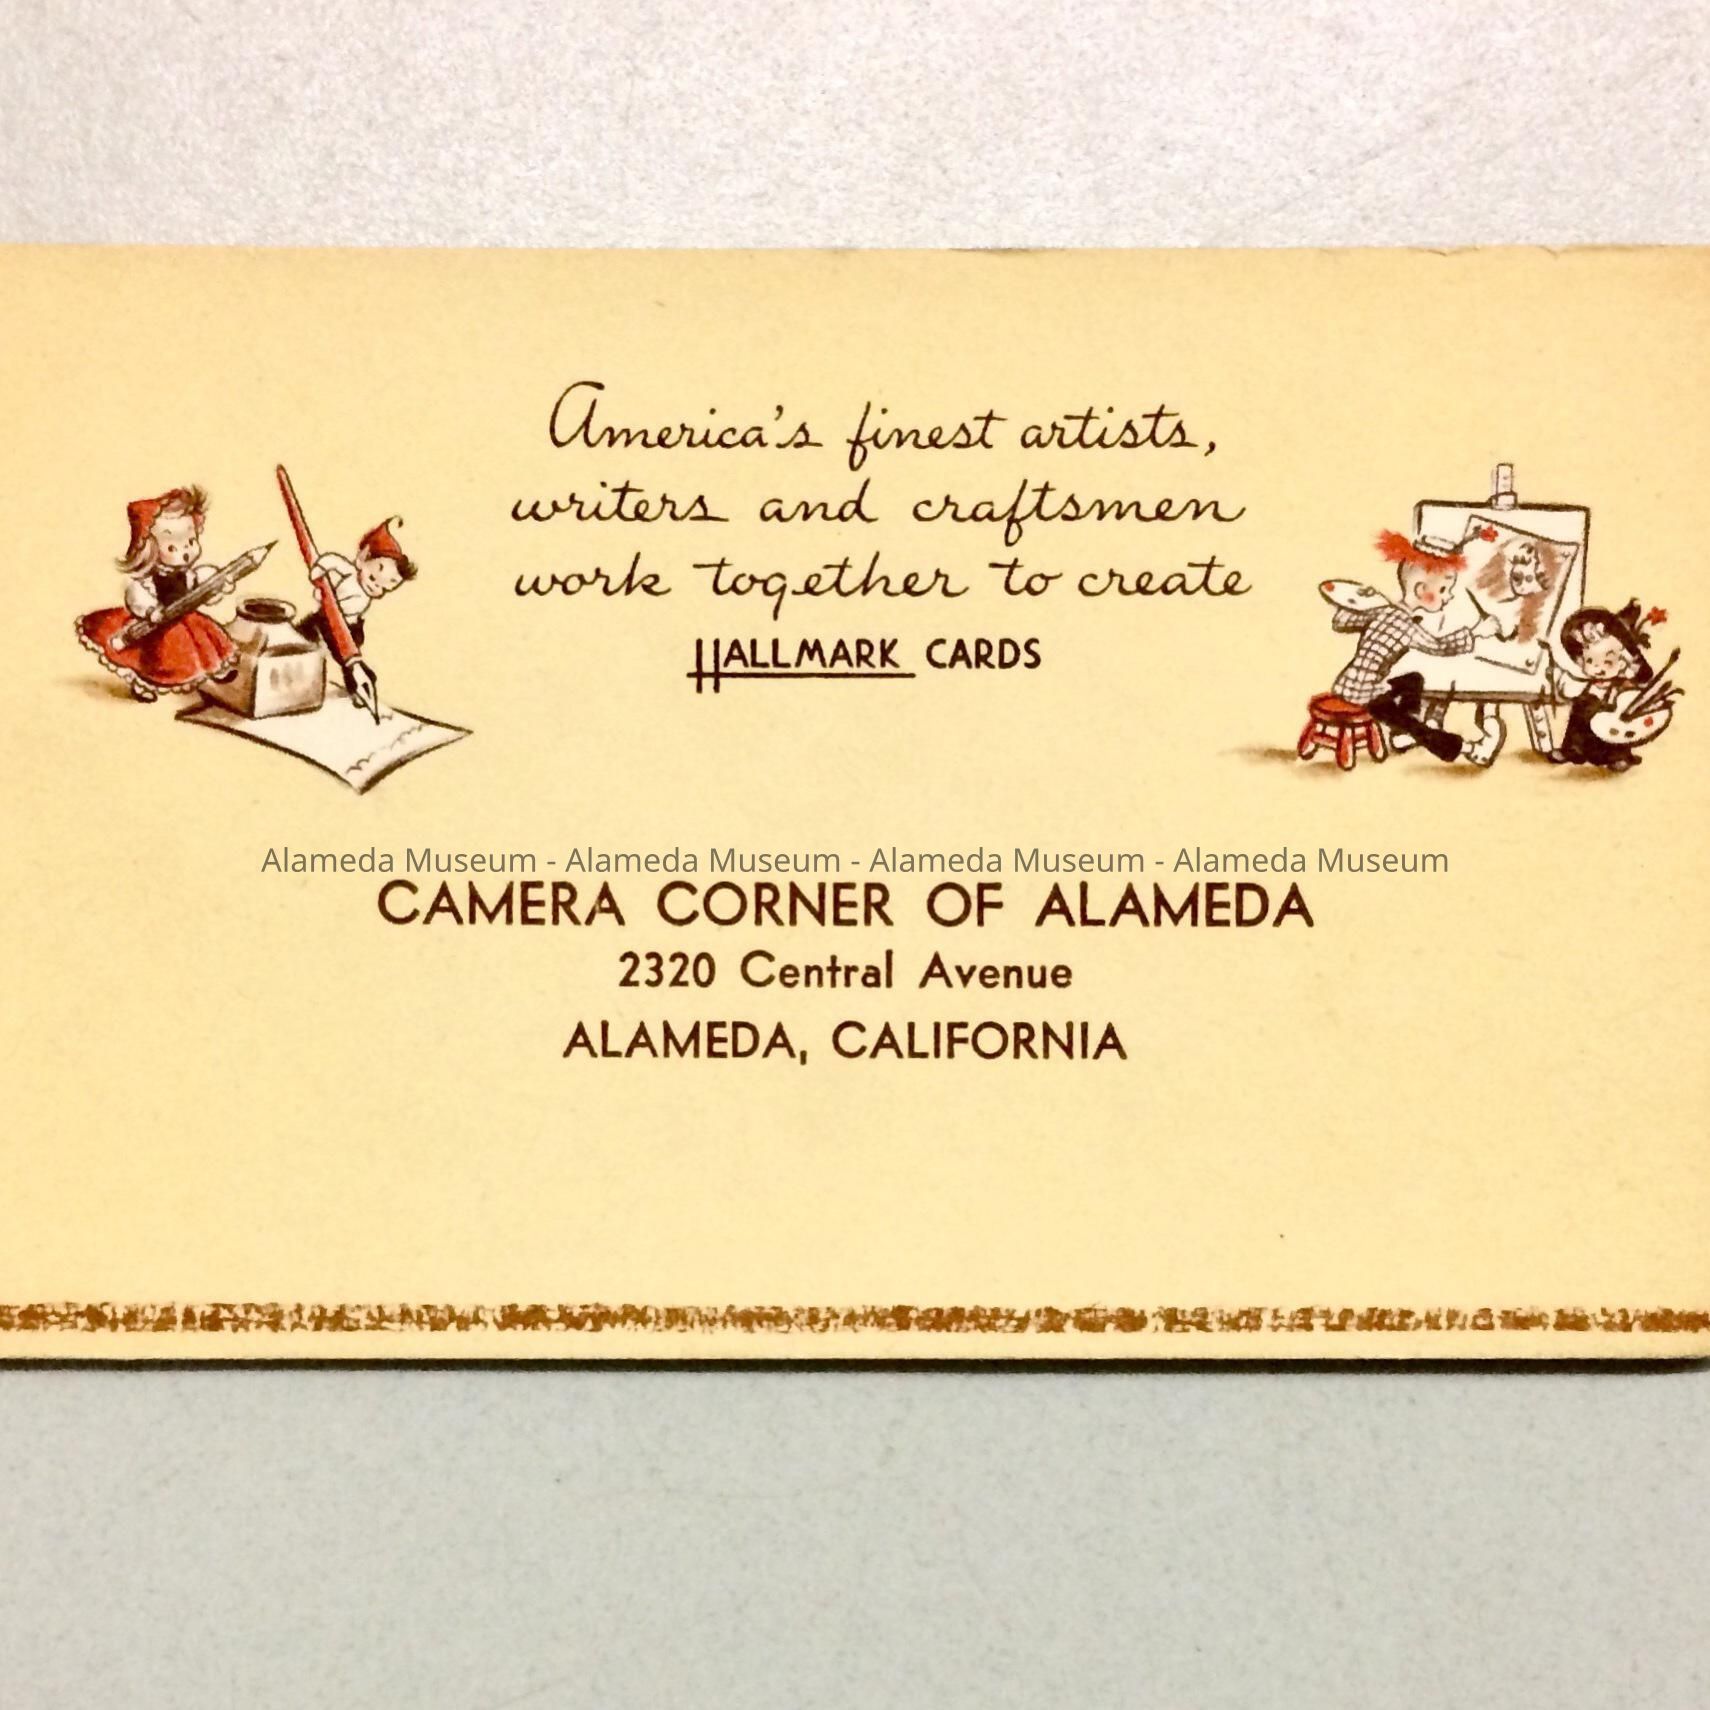 America's finest artists,
writers and craftsmen
work together to create
HALLMARK CARDS
Alameda Museum - Alameda Museum - Alameda Museum - Alameda Museum
CAMERA CORNER OF ALAMEDA
2320 Central Avenue
ALAMEDA, CALIFORNIA